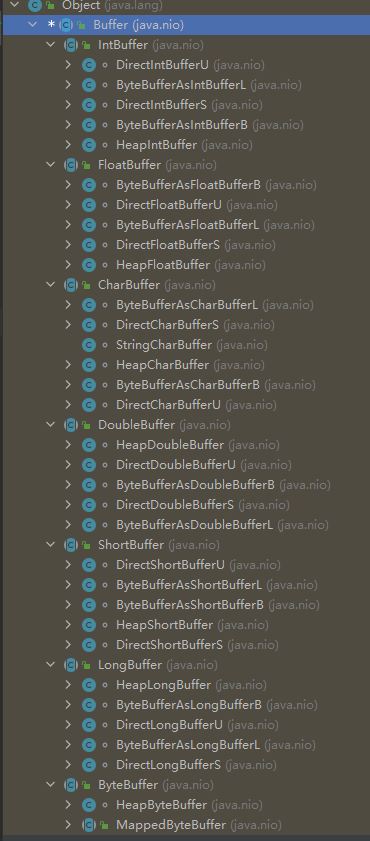 Object (java.lang)
* Buffer (java.nio)
IntBuffer (java.nio)
DirectIntBufferU (java.nio)
ByteBufferAsIntBufferL (java.nio)
DirectIntBufferS (java.nio)
ByteBufferAsIntBufferB (java.nio)
HeapIntBuffer (java.nio)
FloatBuffer (java.nio)
ByteBufferAsFloatBufferB (java.nio)
DirectFloatBufferU (java.nio)
ByteBufferAsFloatBufferL (java.nio)
DirectFloatBufferS (java.nio)
HeapFloatBuffer (java.nio)
CharBuffer (java.nio)
ByteBufferAsCharBufferL (java.nio)
DirectCharBufferS (java.nio)
StringCharBuffer (java.nio)
HeapCharBuffer (java.nio)
ByteBufferAsCharBufferB (java.nio)
DirectCharBufferU (java.nio)
DoubleBuffer (java.nio)
HeapDoubleBuffer (java.nio)
DirectDoubleBufferU (java.nio)
ByteBufferAsDoubleBufferB (java.nio)
DirectDoubleBufferS (java.nio)
ByteBufferAsDoubleBufferL (java.nio)
ShortBuffer (java.nio)
DirectShortBufferU (java.nio)
ByteBufferAsShortBufferL (java.nio)
ByteBufferAsShortBufferB (java.nio)
HeapShortBuffer (java.nio)
DirectShortBufferS (java.nio)
LongBuffer (java.nio)
HeapLongBuffer (java.nio)
ByteBufferAsLongBufferB (java.nio)
DirectLongBufferU (java.nio)
ByteBufferAsLongBufferL (java.nio)
DirectLongBufferS (java.nio)
ByteBuffer (java.nio)
HeapByteBuffer (java.nio)
MappedByteBuffer (java.nio)